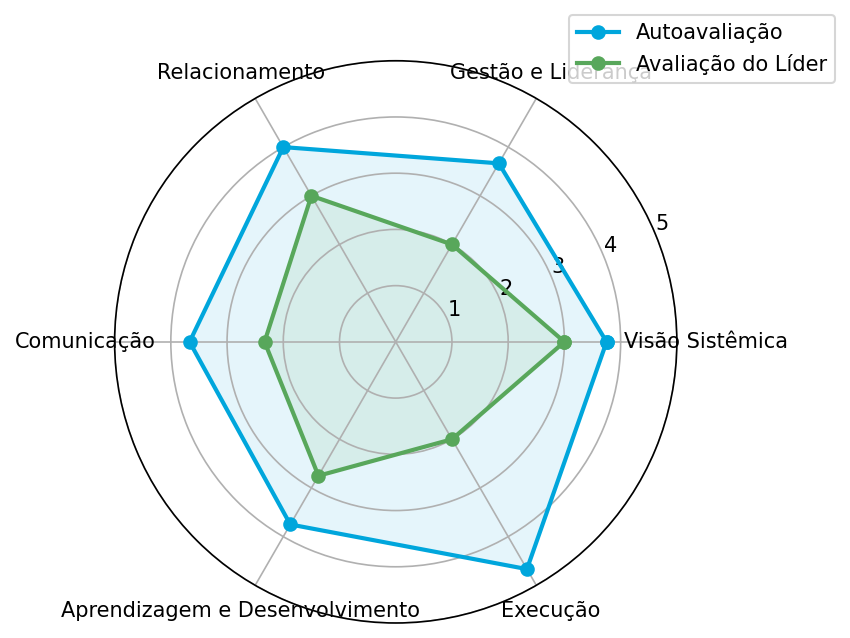 Autoavaliação
Avaliação do Líder
Relacionamento
Gestão e Liderança
5
4
3
2
1
Comunicação
Visão Sistêmica
Aprendizagem e Desenvolvimento
Execução